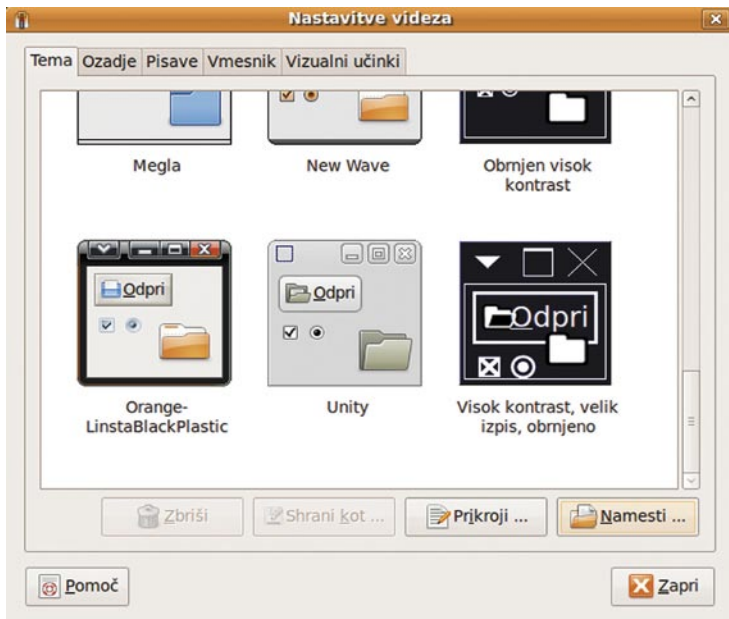 Nastavitve videza
Tema Ozadje Pisave Vmesnik Vizualni učinki
Megla New Wave Obrnjen visok
kontrast
Odpri Odpri Odpri
Orange-
LinstaBlackPlastic
Unity
Visok kontrast, velik
izpis, obrnjeno
Zbriši Shrani kot ... Prikroji ... Namesti ...
Pomoč Zapri